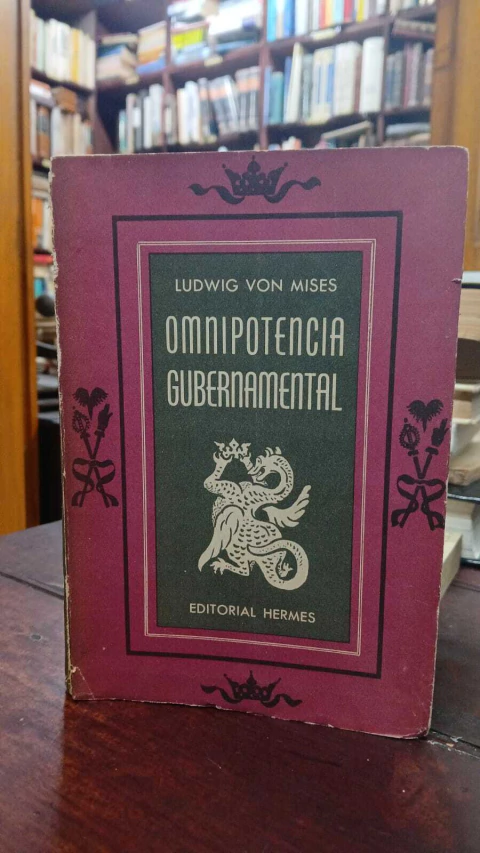 LUDWIG VON MISES
OMNIPOTENCIA
GUBERNAMENTAL
EDITORIAL HERMES